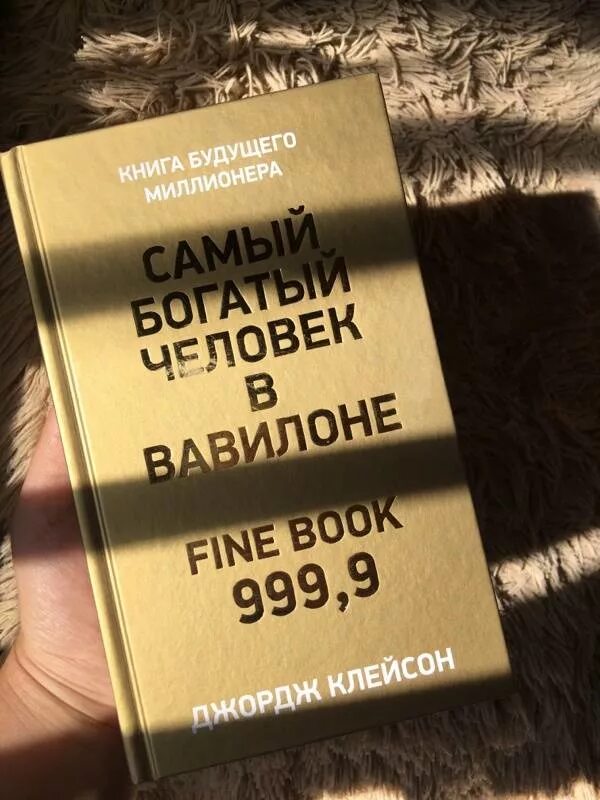 КНИГА БУДУЩЕГО
МИЛЛИОНЕРА
САМЫЙ
БОГАТЫЙ
ЧЕЛОВЕК
В
ВАВИЛОНЕ
FINE BOOK
999,9
ДЖОРДЖ КЛЕЙСОН